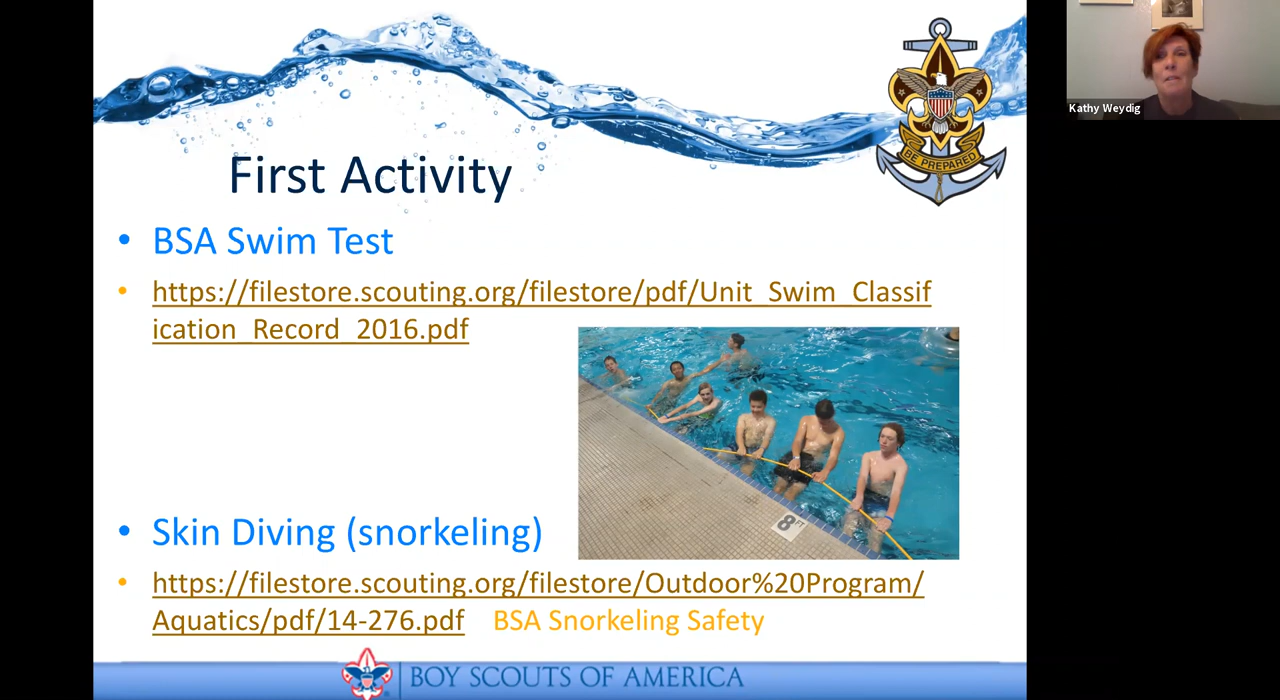 Kathy Weydig
BE PREPARED
First Activity
• BSA Swim Test
• https://filestore.scouting.org/filestore/pdf/Unit_Swim_Classif
ication_Record_2016.pdf
8 FT
• Skin Diving (snorkeling)
• https://filestore.scouting.org/filestore/Outdoor%20Program/
Aquatics/pdf/14-276.pdf BSA Snorkeling Safety
BOY SCOUTS OF AMERICA